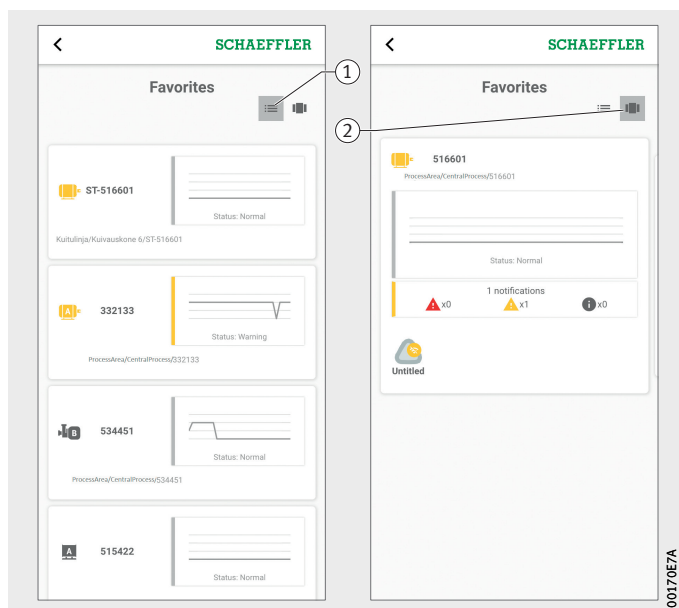 SCHAEFFLER
Favorites
1
ST-516601
Status: Normal
Kuitulinja/Kuivauskone 6/ST-516601
A
332133
Status: Warning
ProcessArea/CentralProcess/332133
B
534451
Status: Normal
ProcessArea/CentralProcess/534451
A
515422
Status: Normal
SCHAEFFLER
Favorites
2
516601
ProcessArea/CentralProcess/516601
Status: Normal
1 notifications
x0 x1 x0
Untitled
00170E7A